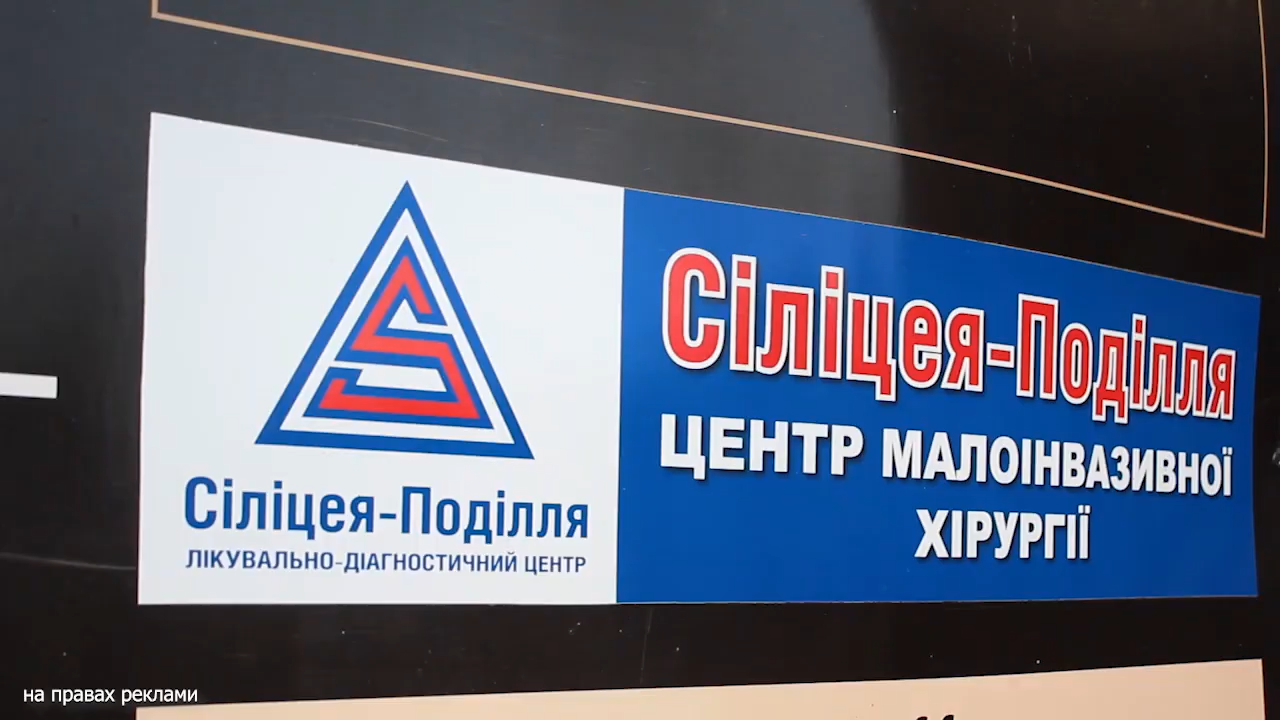 Сіліцея-Поділля
ЛІКУВАЛЬНО-ДІАГНОСТИЧНИЙ ЦЕНТР
Сіліцея-Поділля
ЦЕНТР МАЛОІНВАЗИВНОЇ
ХІРУРГІЇ
на правах реклами